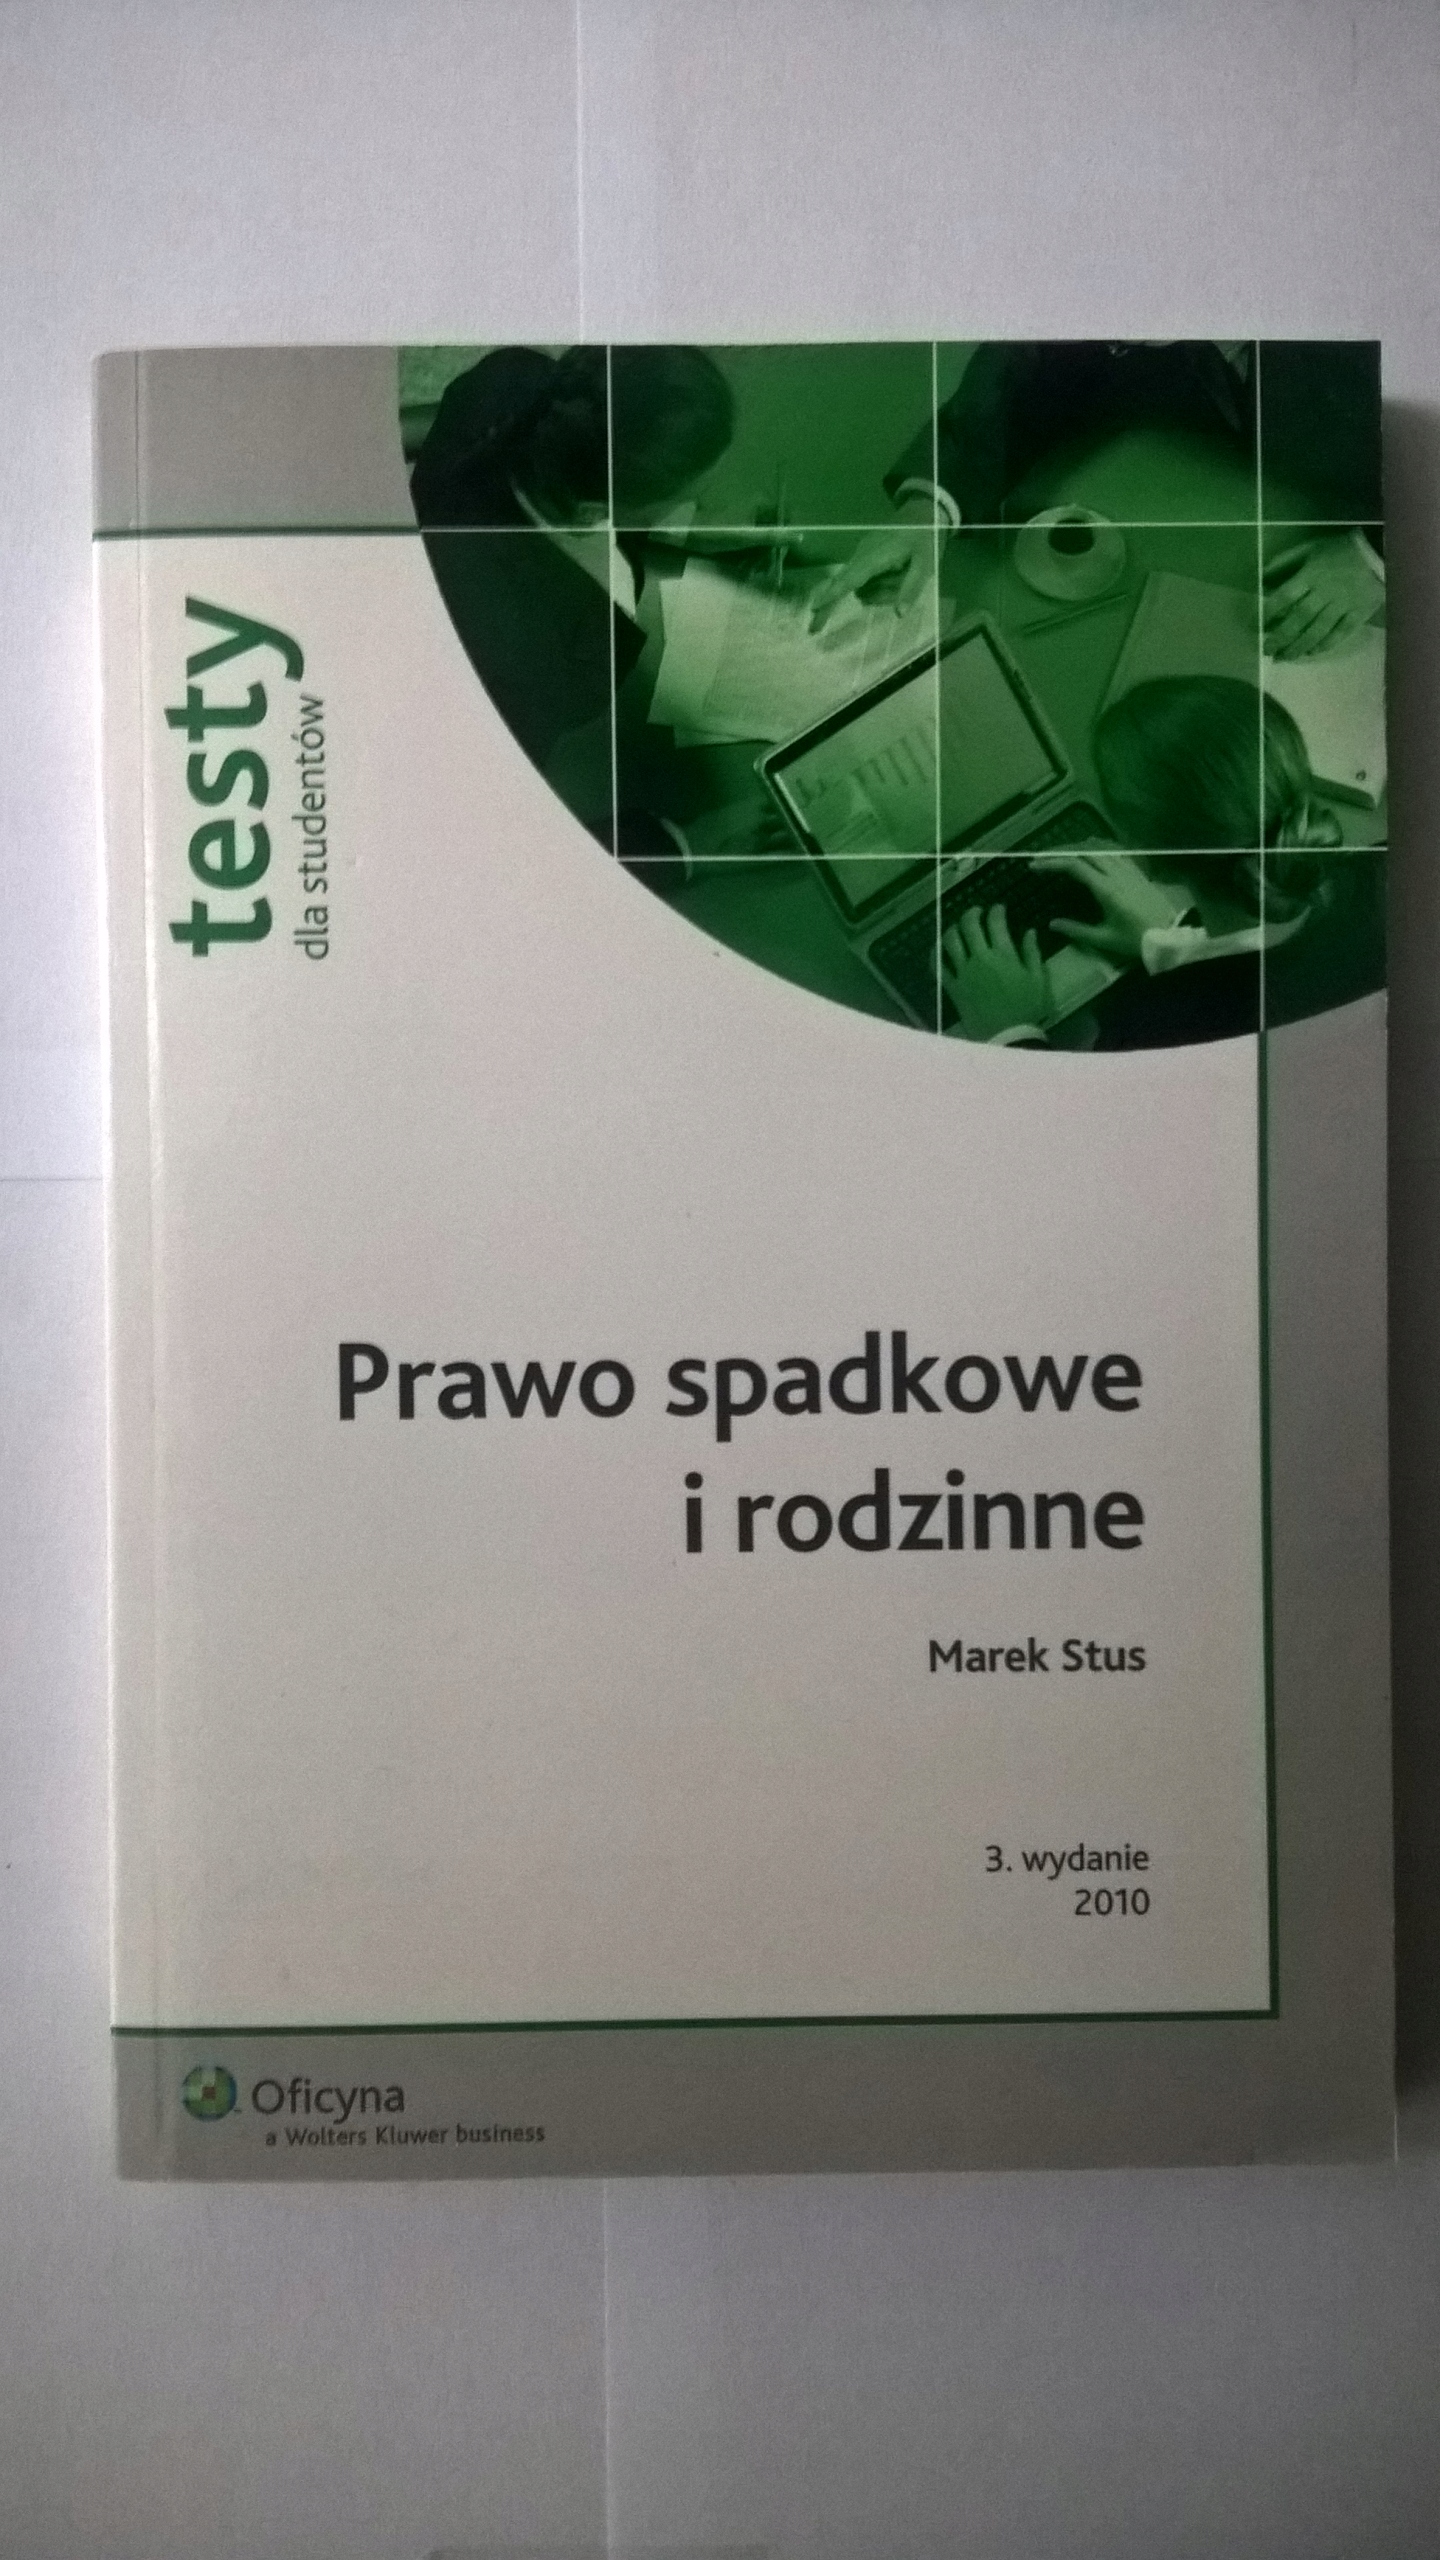 testy
dla studentów
Prawo spadkowe
i rodzinne
Marek Stus
3. wydanie
2010
Oficyna
a Wolters Kluwer business